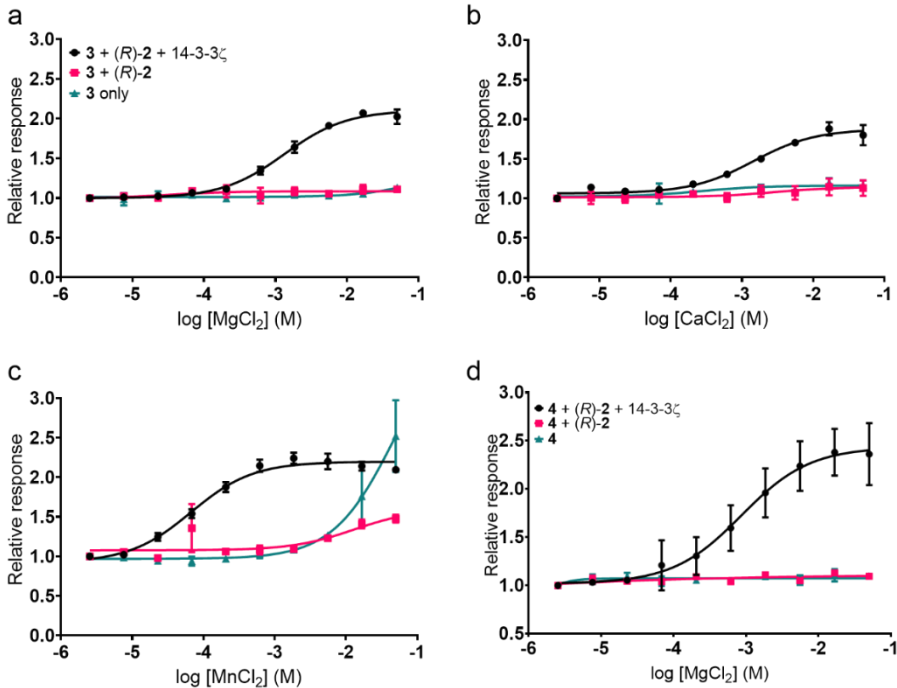 a
3.0
2.5
2.0
1.5
1.0
0.5
0.0
Relative response
3 + (R)-2 + 14-3-3ζ
3 + (R)-2
3 only
-6 -5 -4 -3 -2 -1
log [MgCl2] (M)
b
3.0
2.5
2.0
1.5
1.0
0.5
0.0
Relative response
-6 -5 -4 -3 -2 -1
log [CaCl2] (M)
c
3.0
2.5
2.0
1.5
1.0
0.5
0.0
Relative response
-6 -5 -4 -3 -2 -1
log [MnCl2] (M)
d
3.0
2.5
2.0
1.5
1.0
0.5
Relative response
4 + (R)-2 + 14-3-3ζ
4 + (R)-2
4
-6 -5 -4 -3 -2 -1
log [MgCl2] (M)